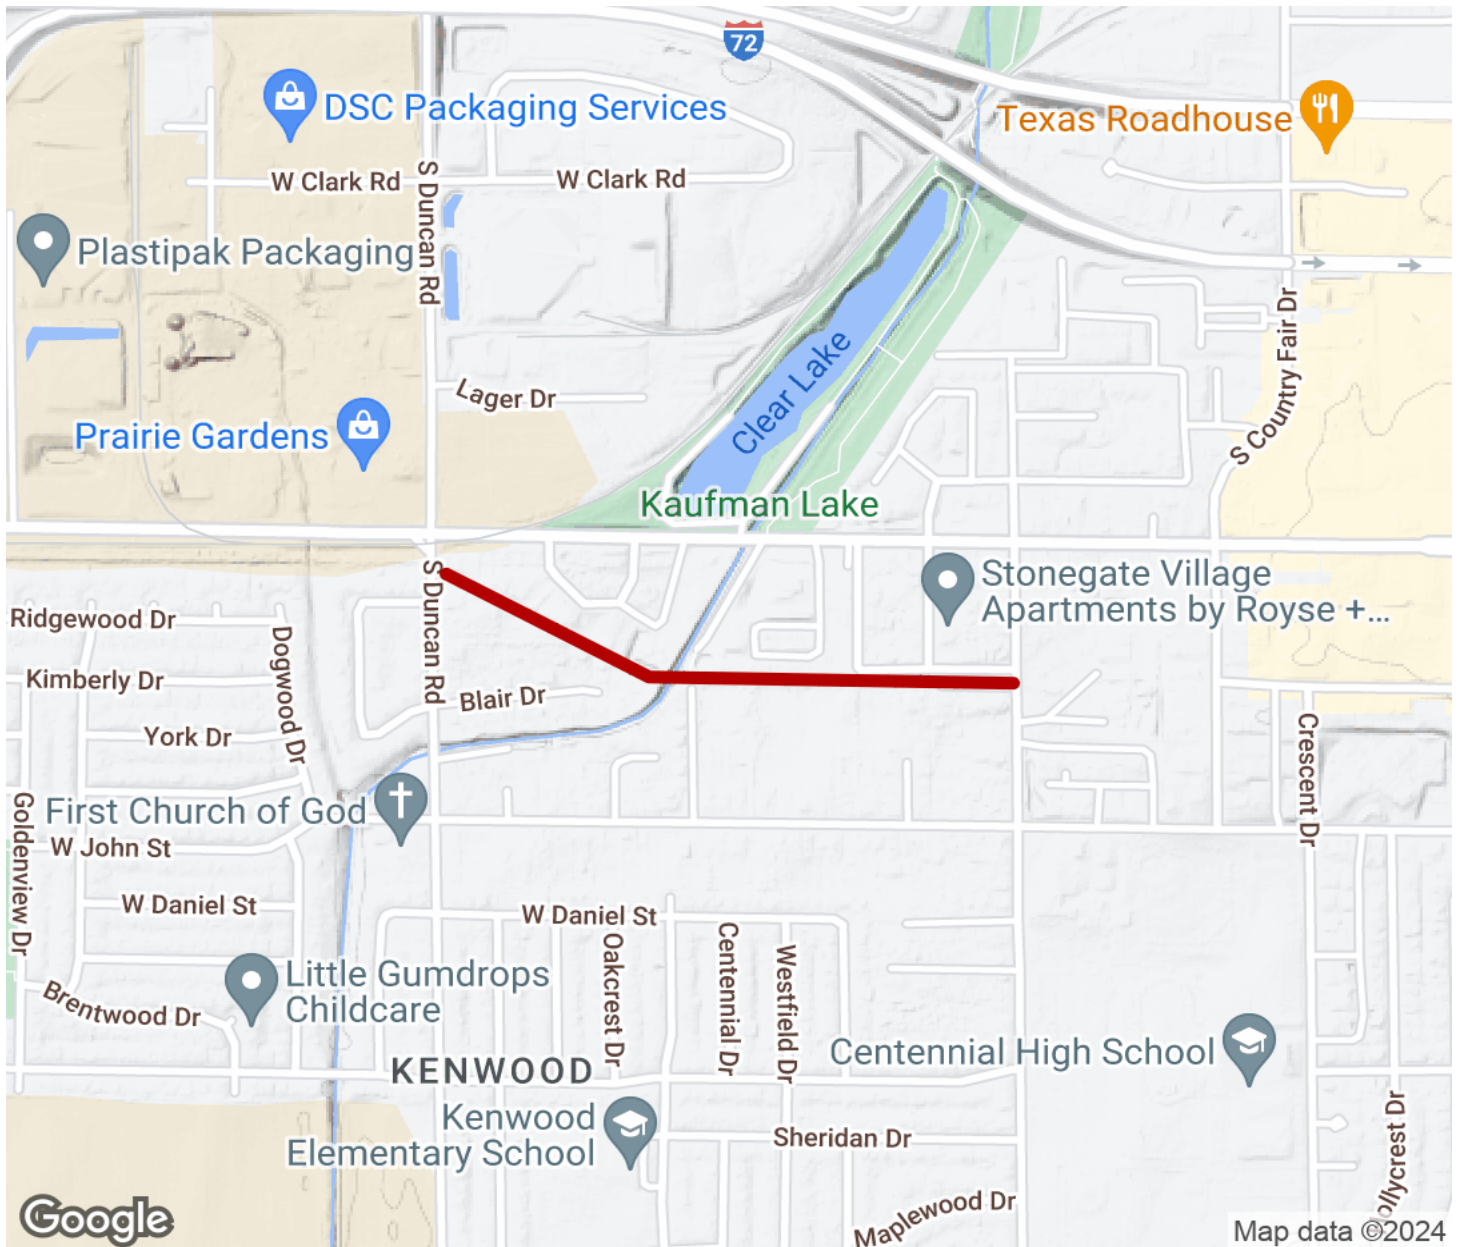 72
DSC Packaging Services
Texas Roadhouse
W Clark Rd
W Clark Rd
S Duncan Rd
Plastipak Packaging
S Country Fair Dr
Clear Lake
Lager Dr
Prairie Gardens
Kaufman Lake
S Duncan Rd
Stonegate Village
Apartments by Royse +...
Ridgewood Dr
Dogwood Dr
Kimberly Dr
Blair Dr
York Dr
Crescent Dr
Goldenview Dr
First Church of God
W John St
W Daniel St
W Daniel St
Oakcrest Dr
Centennial Dr
Westfield Dr
Little Gumdrops
Childcare
Brentwood Dr
Centennial High School
KENWOOD
Kenwood
Elementary School
Sheridan Dr
ollycrest Dr
Maplewood Dr
Google
Map data ©2024